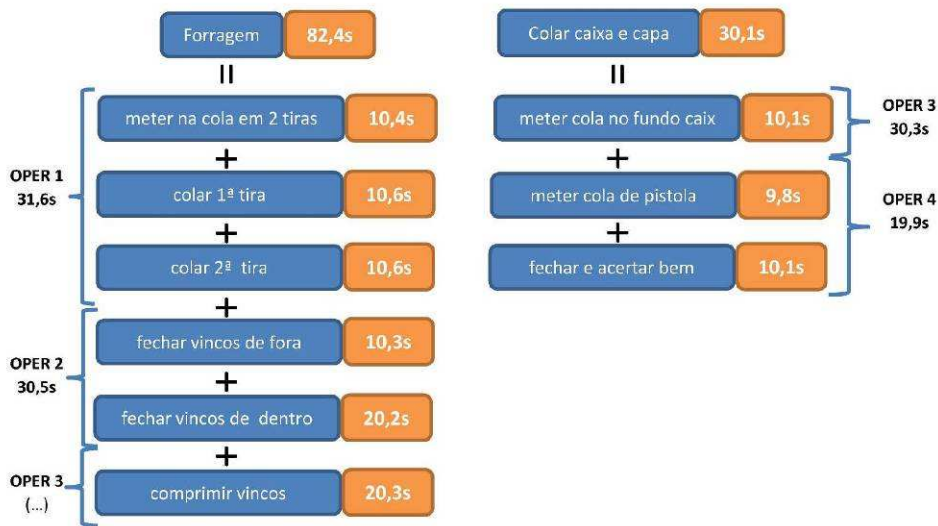 Forragem 82,4s
meter na cola em 2 tiras 10,4s
+
OPER 1
31,6s
colar 1ª tira 10,6s
+
colar 2ª tira 10,6s
+
OPER 2
30,5s
fechar vincos de fora 10,3s
+
fechar vincos de dentro 20,2s
+
OPER 3
(...)
comprimir vincos 20,3s
Colar caixa e capa 30,1s
meter cola no fundo caix 10,1s
OPER 3
30,3s
+
meter cola de pistola 9,8s
+
OPER 4
19,9s
fechar e acertar bem 10,1s